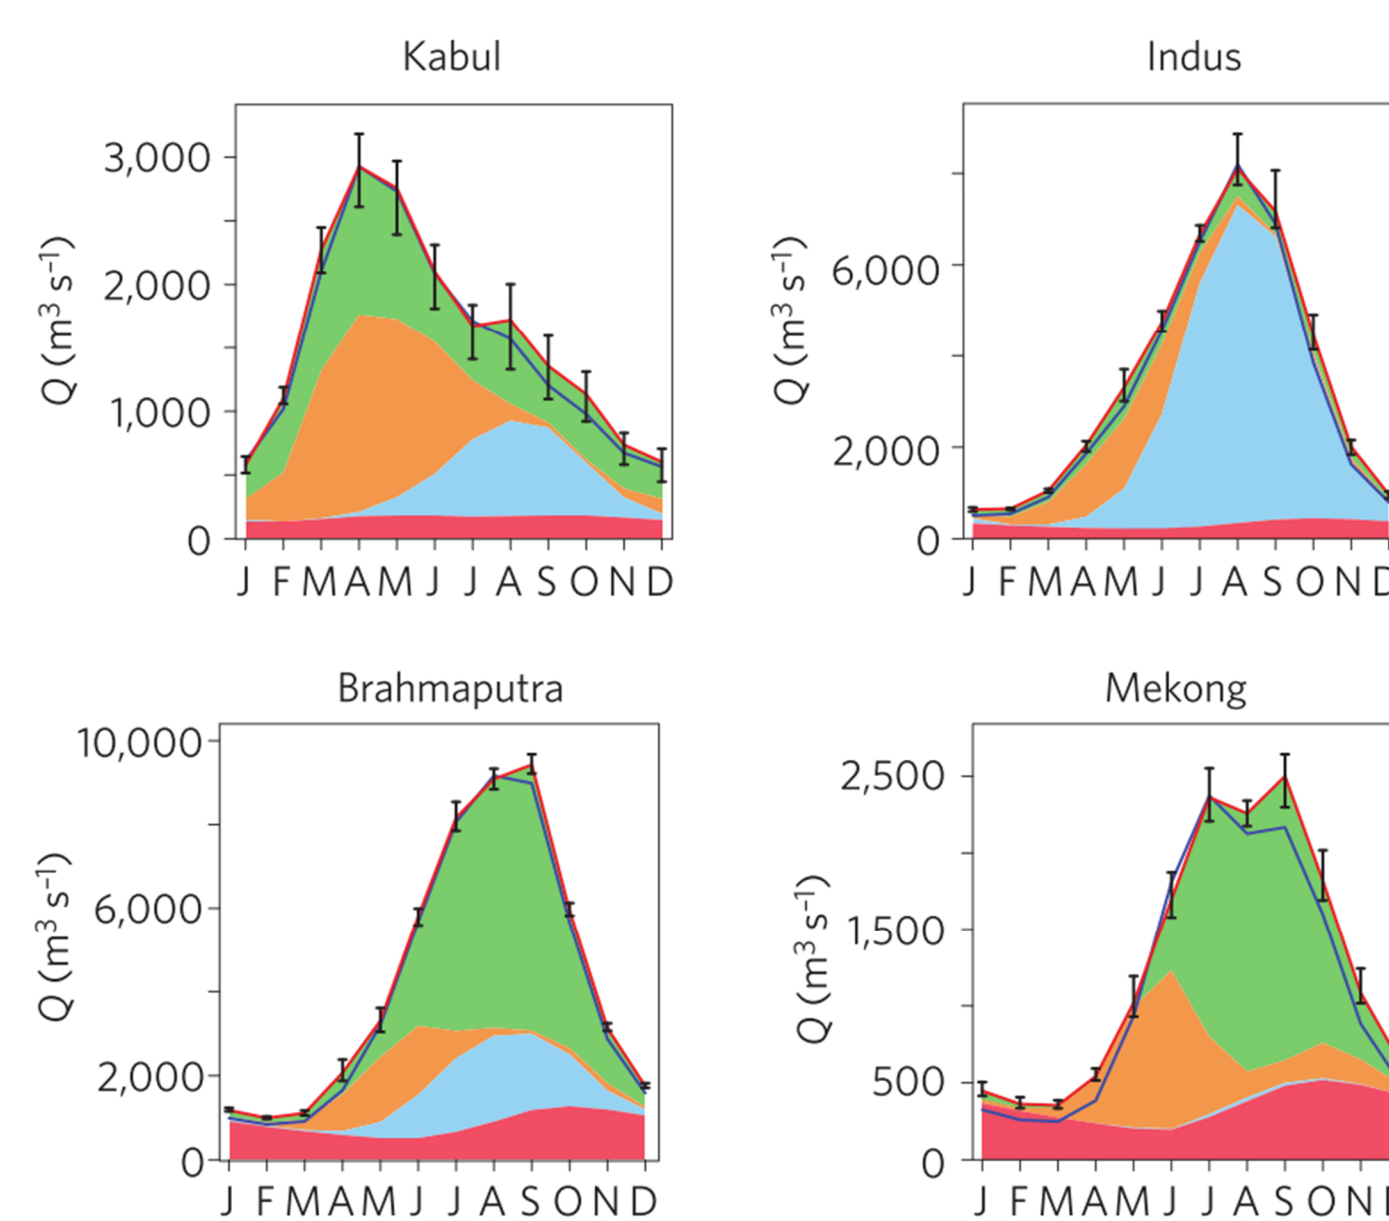 Kabul
Q (m³ s⁻¹)
3,000
2,000
1,000
0
J F M A M J J A S O N D
Indus
Q (m³ s⁻¹)
6,000
2,000
0
J F M A M J J A S O N D
Brahmaputra
Q (m³ s⁻¹)
10,000
6,000
2,000
0
J F M A M J J A S O N D
Mekong
Q (m³ s⁻¹)
2,500
1,500
500
0
J F M A M J J A S O N D